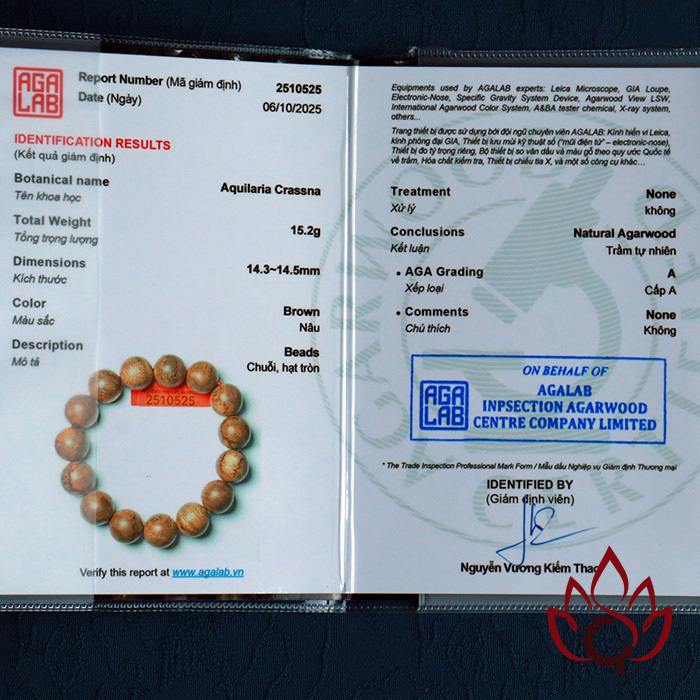 AGA
LAB
Report Number (Mã giám định) 2510525
Date (Ngày) 06/10/2025
IDENTIFICATION RESULTS
(Kết quả giám định)
Botanical name Aquilaria Crassna
Tên khoa học
Total Weight 15.2g
Tổng trọng lượng
Dimensions 14.3~14.5mm
Kích thước
Color Brown
Màu sắc Nâu
Description Beads
Mô tả Chuỗi, hạt tròn
2510525
Verify this report at www.agalab.vn
Equipments used by AGALAB experts: Leica Microscope, GIA Loupe,
Electronic-Nose, Specific Gravity System Device, Agarwood View LSW,
International Agarwood Color System, A&BA tester chemical, X-ray system,
others...
Trang thiết bị được sử dụng bởi đội ngũ chuyên viên AGALAB: Kính hiển vi Leica,
kính phóng đại GIA, Thiết bị lưu mùi kỹ thuật số ("mũi điện tử" – electronic-nose),
Thiết bị đo tỷ trọng riêng, Bộ thiết bị so vân dầu và màu gỗ theo quy ước Quốc tế
về trầm, Hóa chất kiểm tra, Thiết bị chiếu tia X, và một số công cụ khác…
Treatment None
Xử lý không
Conclusions Natural Agarwood
Kết luận Trầm tự nhiên
• AGA Grading A
Xếp loại Cấp A
• Comments None
Chú thích Không
ON BEHALF OF
AGA
LAB
AGALAB
INPSECTION AGARWOOD
CENTRE COMPANY LIMITED
* The Trade Inspection Professional Mark Form / Mẫu dấu Nghiệp vụ Giám định Thương mại
IDENTIFIED BY
(Giám định viên)
Nguyễn Vương Kiếm Thao